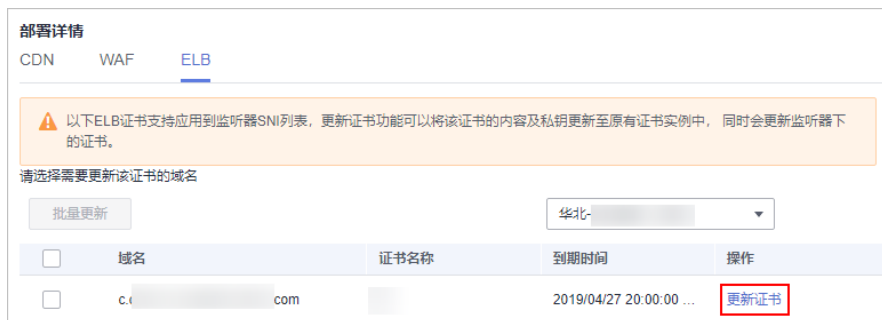 部署详情
CDN WAF ELB
以下ELB证书支持应用到监听器SNI列表，更新证书功能可以将该证书的内容及私钥更新至原有证书实例中， 同时会更新监听器下
的证书。
请选择需要更新该证书的域名
批量更新 华北-
域名 证书名称 到期时间 操作
c. com 2019/04/27 20:00:00 ... 更新证书